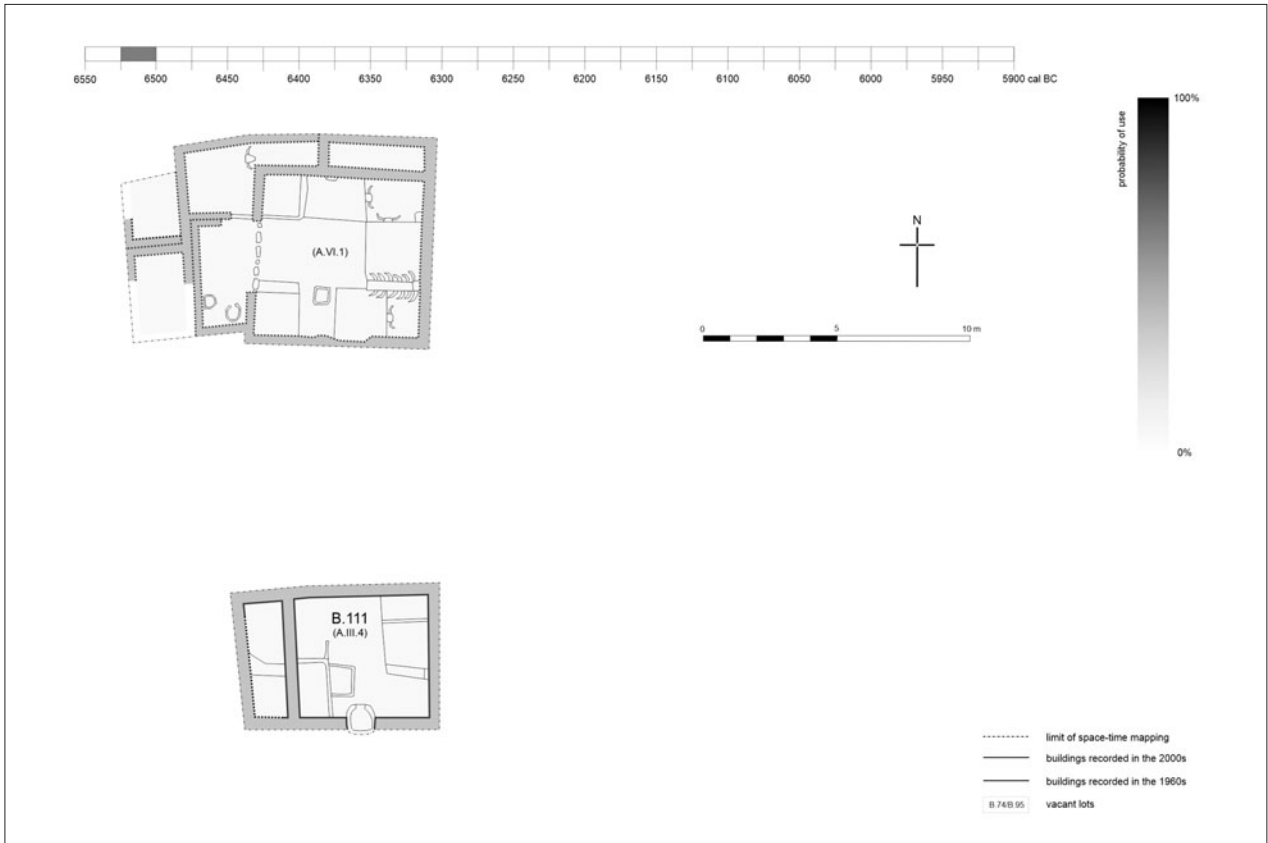 6550 6500 6450 6400 6350 6300 6250 6200 6150 6100 6050 6000 5950 5900 cal BC
100%
probability of use
0%
N
0 5 10 m
(A.VI.1)
B.111
(A.III.4)
limit of space-time mapping
buildings recorded in the 2000s
buildings recorded in the 1960s
B.74/B.95 vacant lots